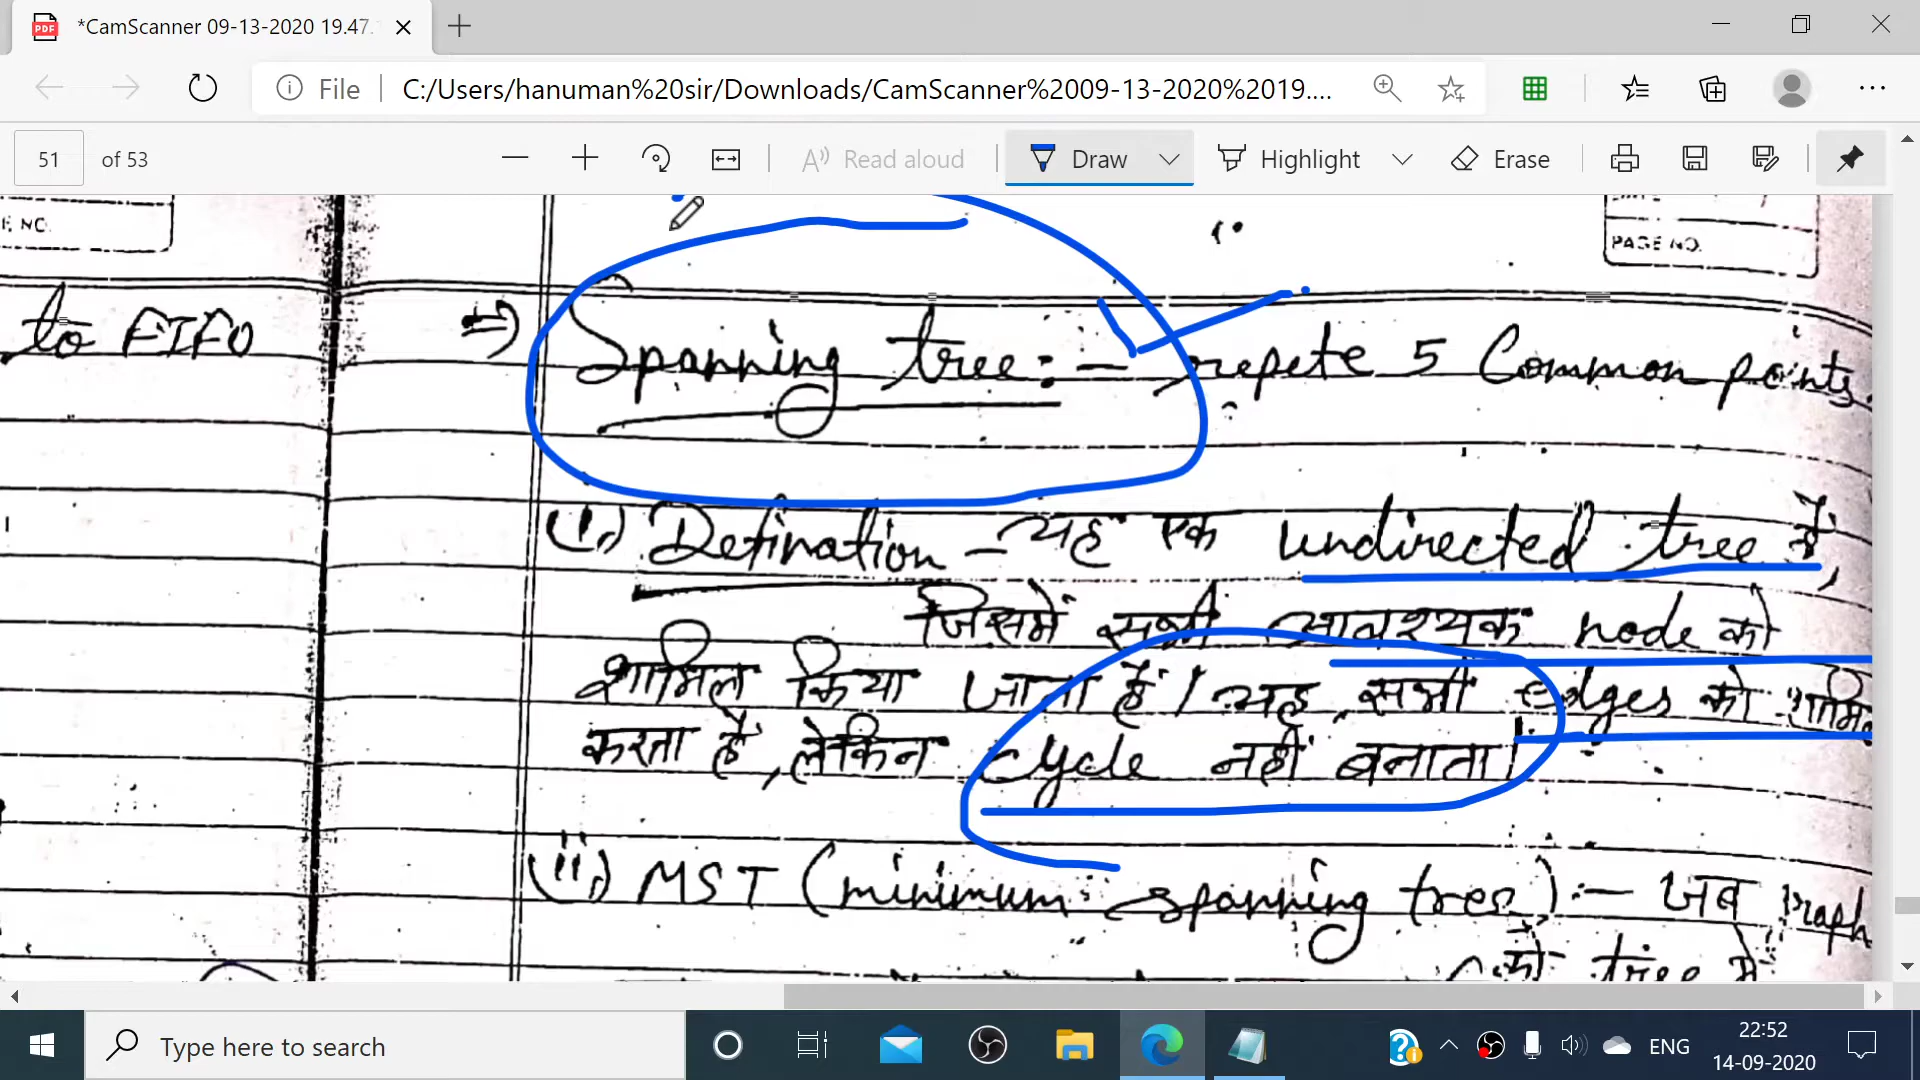 *CamScanner 09-13-2020 19.47.
File
C:/Users/hanuman%20sir/Downloads/CamScanner%2009-13-2020%2019....
51 of 53
Read aloud
Draw
Highlight
Erase
E NO.
PAGE NO.
to FIFO
⇒ Spanning tree:- repete 5 Common points.
(i) Defination - यह एक undirected tree है,
जिसमें सभी आवश्यक node को
शामिल किया जाता है। यह सभी edges को शामिल
करता है, लेकिन cycle नहीं बनाता।
(ii) MST (minimum spanning tree) :- जब graph
को tree में
Type here to search
ENG
22:52
14-09-2020